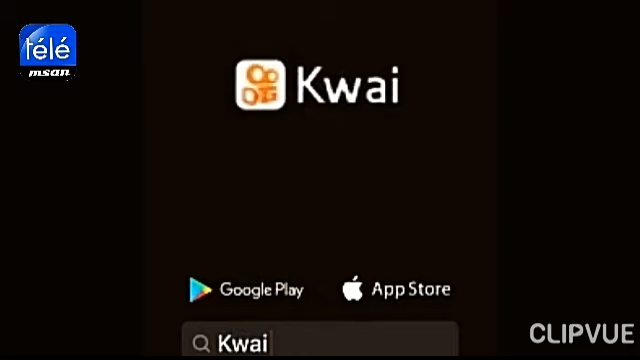 télé
msan
Kwai
Google Play
App Store
Kwai
CLIPVUE